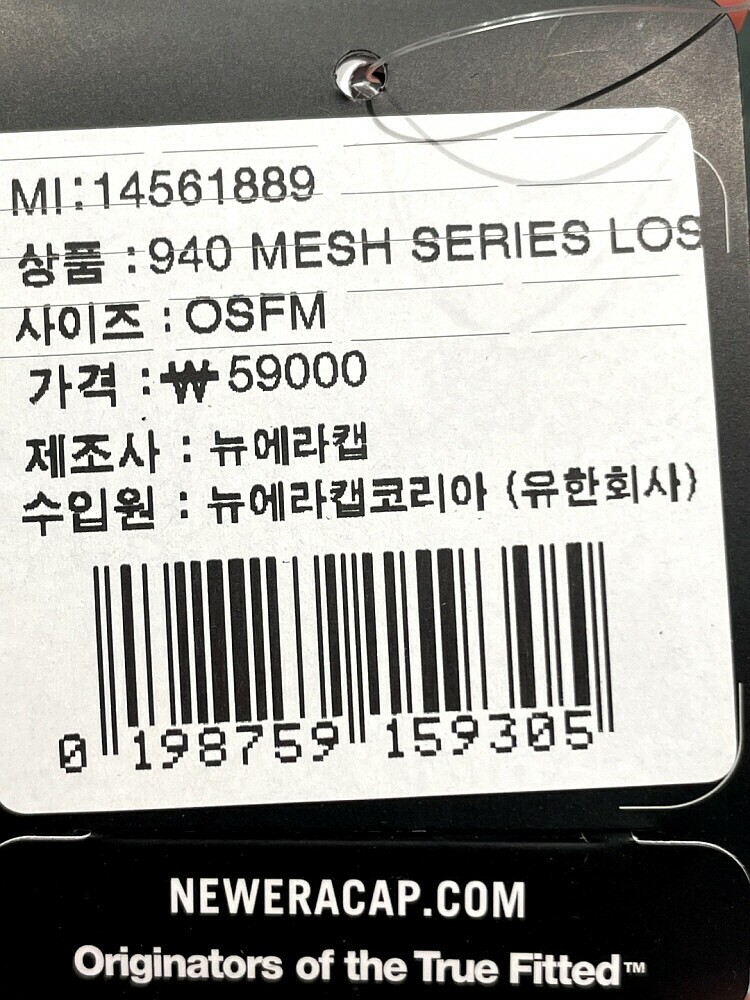 MI:14561889
상품 :940 MESH SERIES LOS
사이즈 : OSFM
가격 : ₩59000
제조사 : 뉴에라캡
수입원 : 뉴에라캡코리아 (유한회사)
0 198759 159305
NEWERACAP.COM
Originators of the True Fitted™